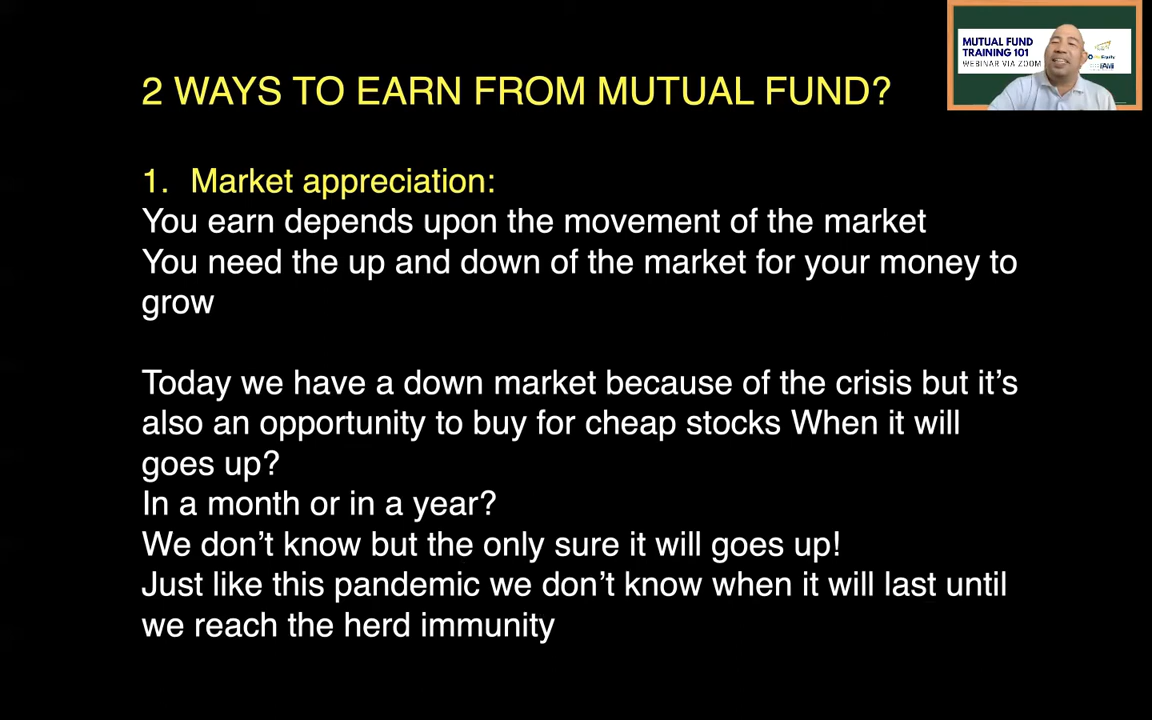 MUTUAL FUND
TRAINING 101
WEBINAR VIA ZOOM
2 WAYS TO EARN FROM MUTUAL FUND?
1. Market appreciation:
You earn depends upon the movement of the market
You need the up and down of the market for your money to
grow
Today we have a down market because of the crisis but it’s
also an opportunity to buy for cheap stocks When it will
goes up?
In a month or in a year?
We don’t know but the only sure it will goes up!
Just like this pandemic we don’t know when it will last until
we reach the herd immunity